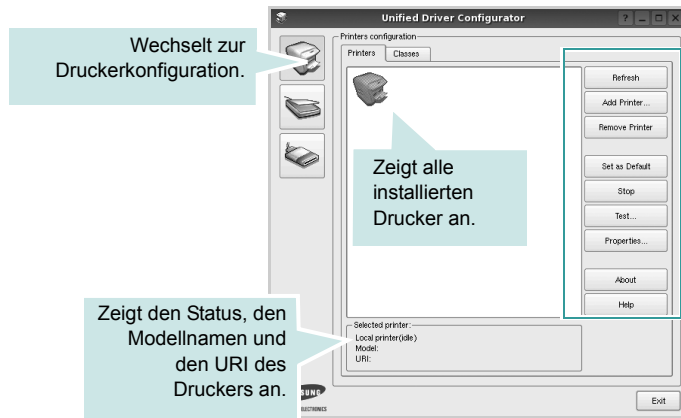 Unified Driver Configurator
Wechselt zur
Druckerkonfiguration.
Printers configuration
Printers
Classes
Refresh
Add Printer...
Remove Printer
Set as Default
Stop
Test...
Properties...
About
Help
Zeigt alle
installierten
Drucker an.
Zeigt den Status, den
Modellnamen und
den URI des
Druckers an.
Selected printer:
Local printer(idle)
Model:
URI:
Exit